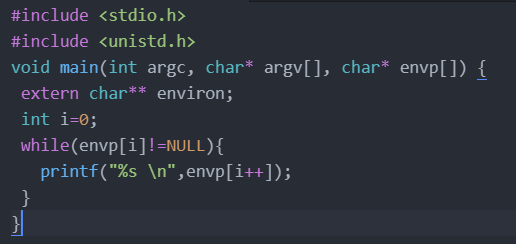 #include <stdio.h>
#include <unistd.h>
void main(int argc, char* argv[], char* envp[]) {
 extern char** environ;
 int i=0;
 while(envp[i]!=NULL){
   printf("%s \n",envp[i++]);
 }
}